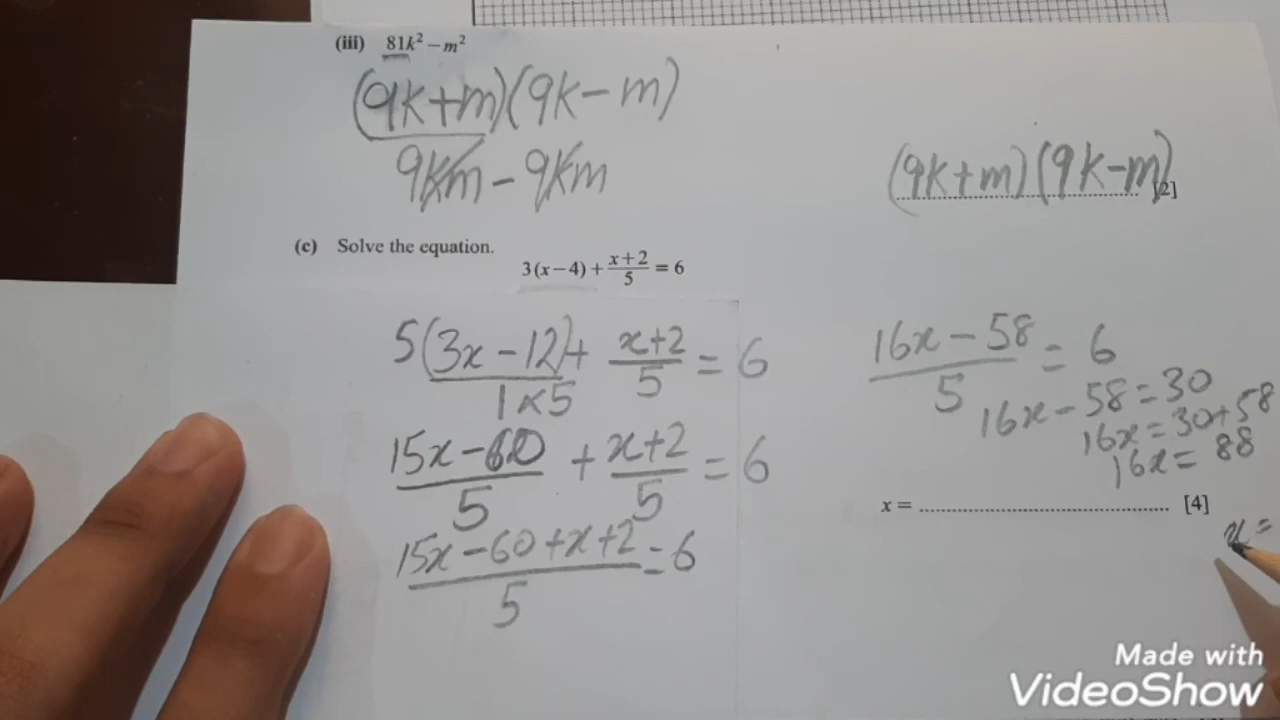 (iii) 81k² – m²
(9k+m)(9k-m)
9km - 9km
(9k+m)(9k-m) [2]
(c) Solve the equation.
3(x – 4) + x+2/5 = 6
5(3x-12)/1×5 + x+2/5 = 6
15x-60/5 + x+2/5 = 6
15x-60+x+2/5 = 6
16x-58/5 = 6
16x-58=30
16x=30+58
16x= 88
x = ........................................ [4]
x=
Made with
VideoShow